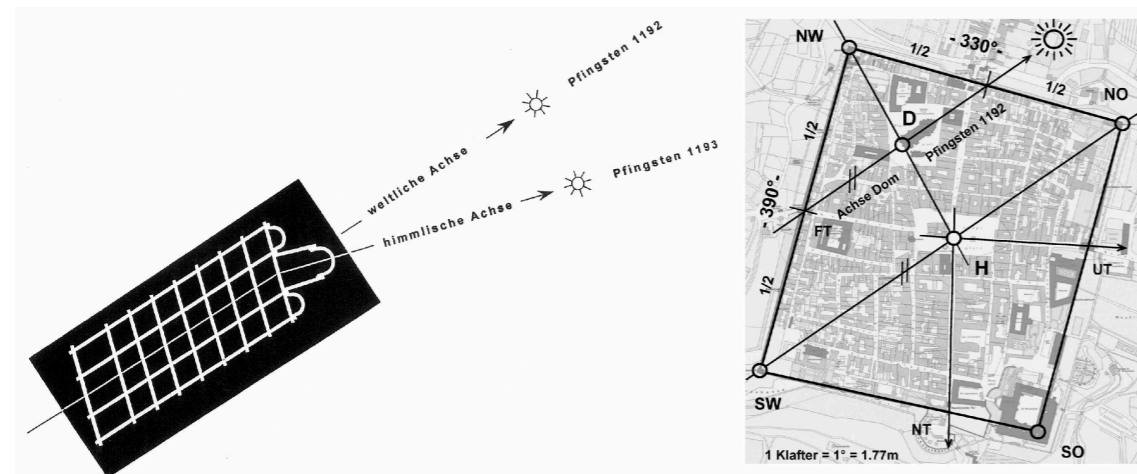 weltliche Achse
Pfingsten 1192
himmlische Achse
Pfingsten 1193
NW
1/2
- 330°-
1/2
NO
D
Pfingsten 1192
1/2
- 390°-
Achse Dom
FT
H
UT
1/2
SW
NT
SO
1 Klafter = 1° = 1.77m